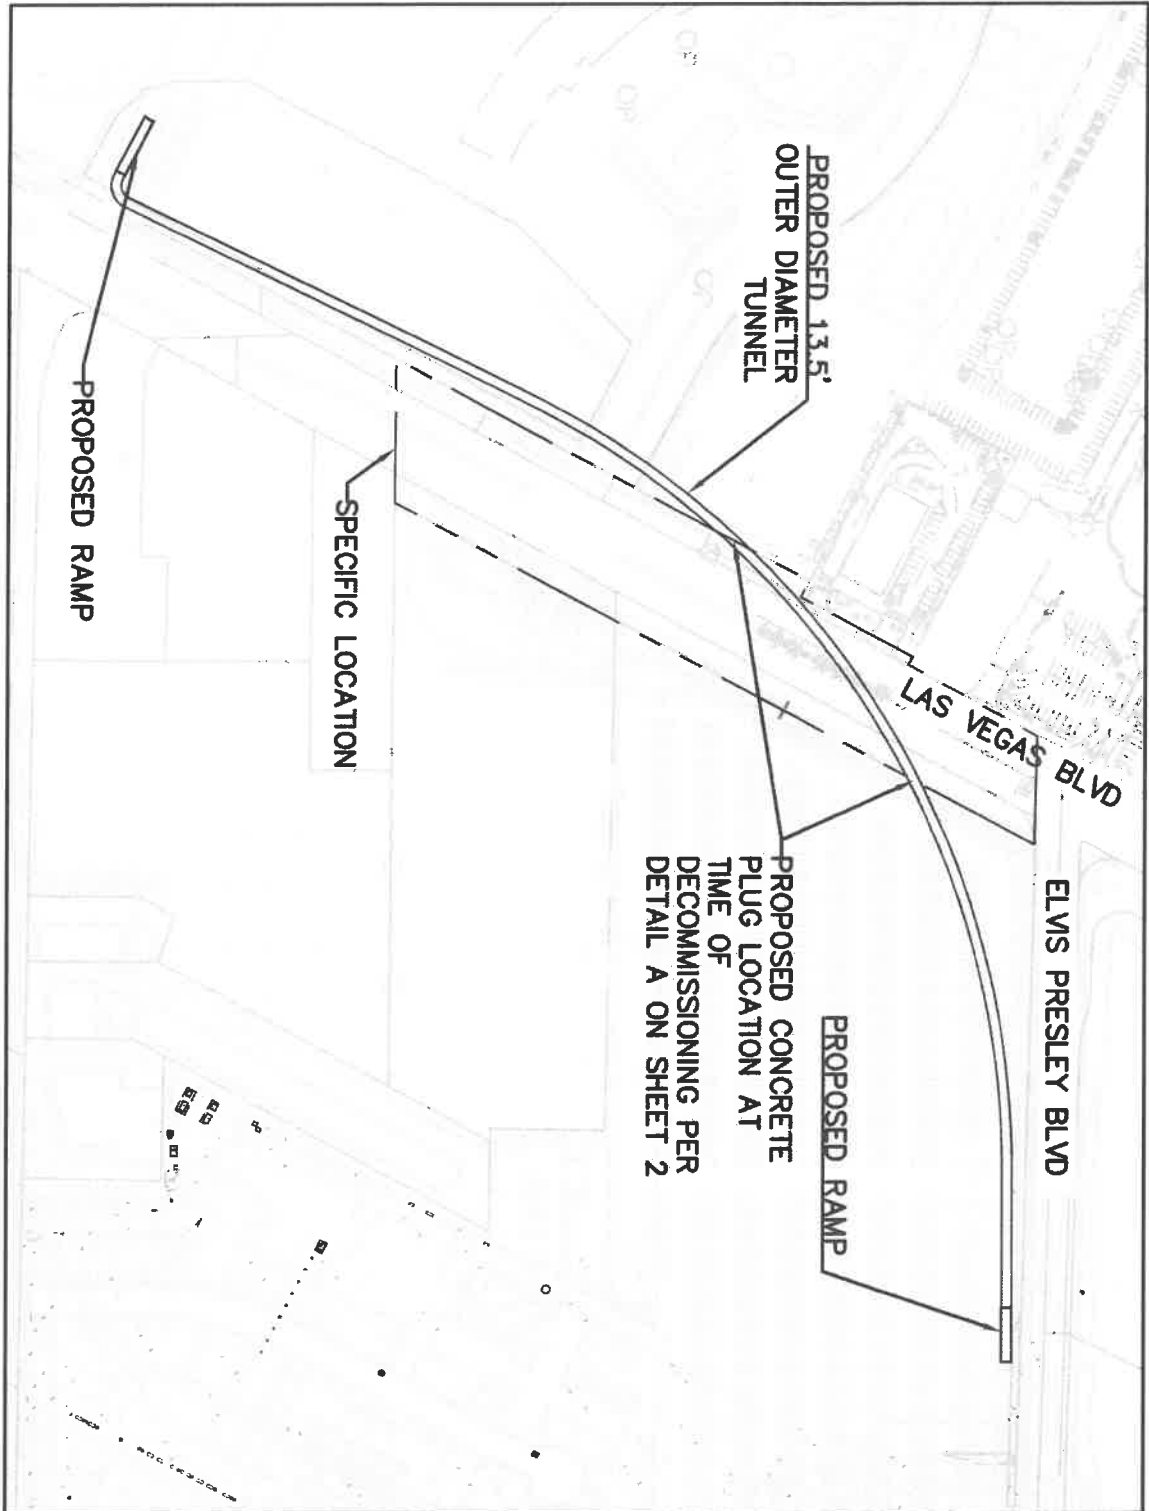 ELVIS PRESLEY BLVD
LAS VEGAS BLVD
PROPOSED 13.5'
OUTER DIAMETER
TUNNEL
PROPOSED RAMP
PROPOSED CONCRETE
PLUG LOCATION AT
TIME OF
DECOMMISSIONING PER
DETAIL A ON SHEET 2
SPECIFIC LOCATION
PROPOSED RAMP